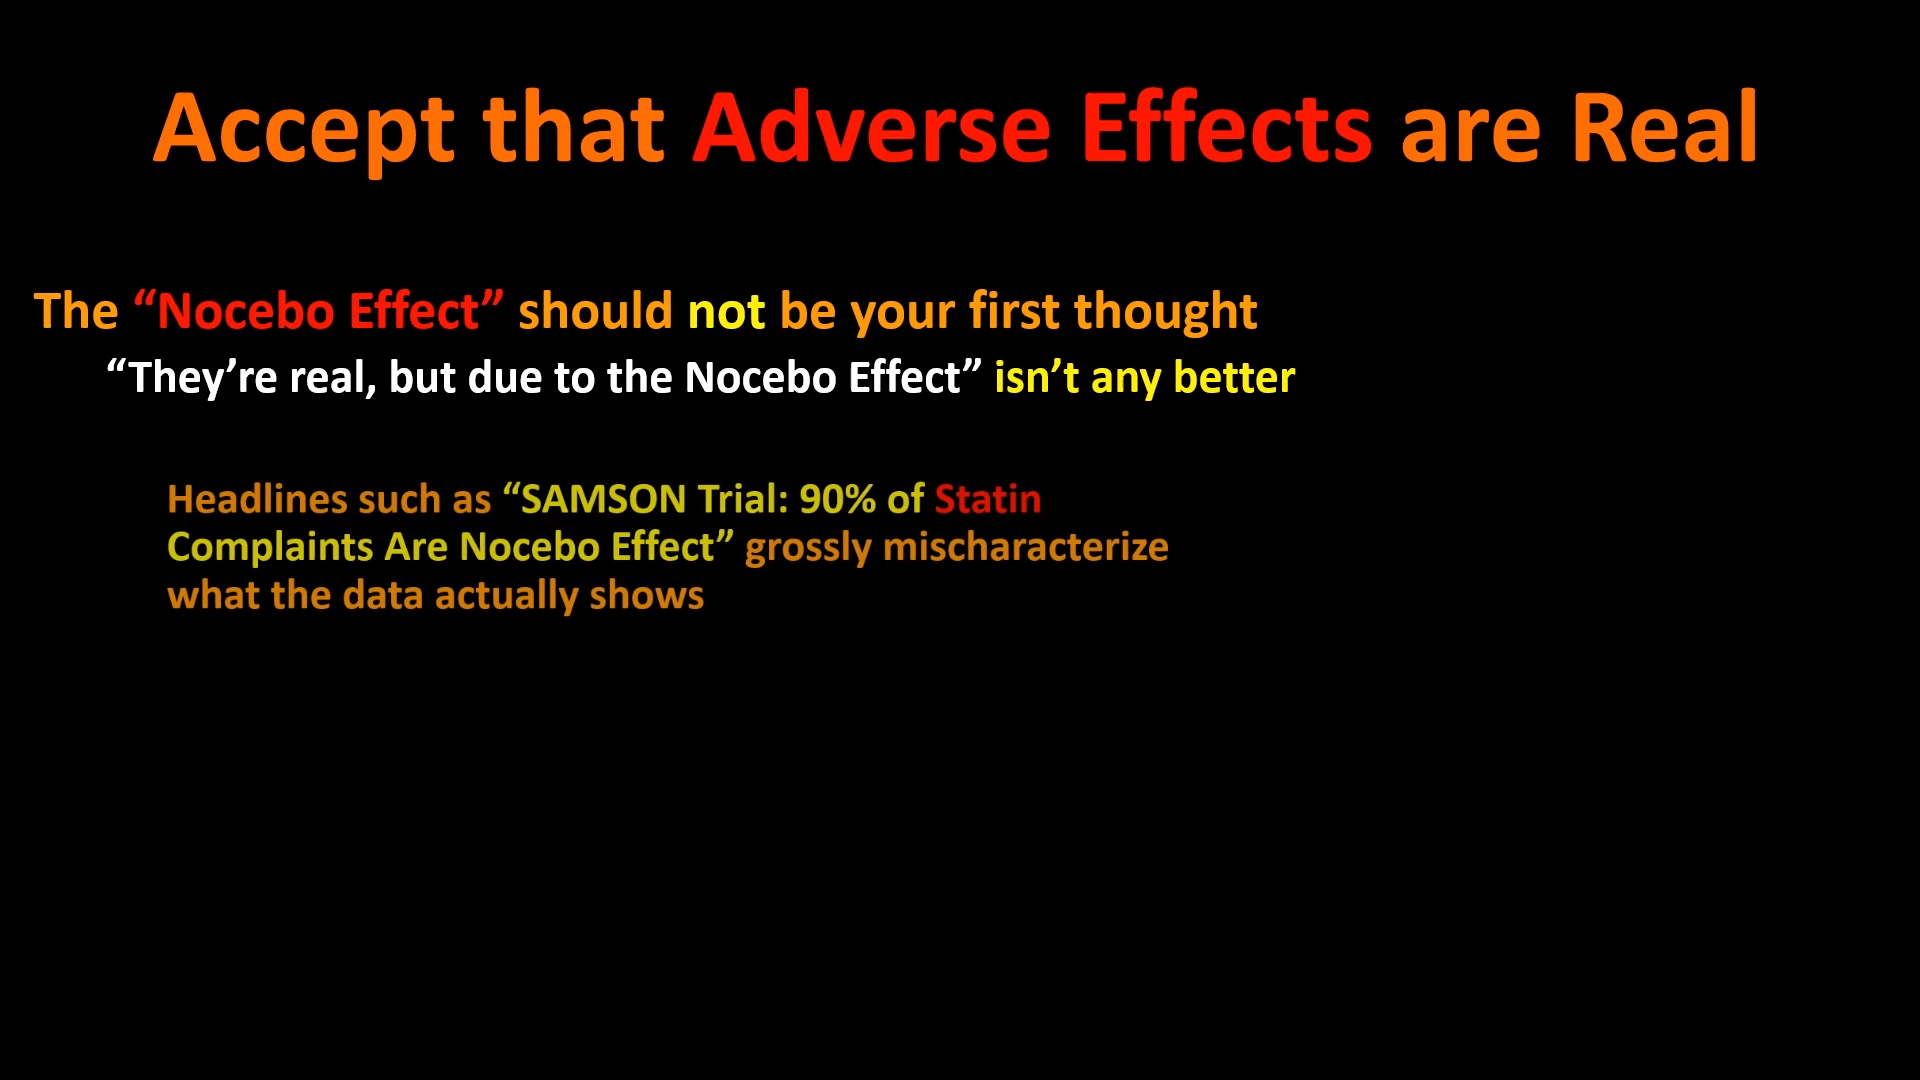 Accept that Adverse Effects are Real
The “Nocebo Effect” should not be your first thought
“They’re real, but due to the Nocebo Effect” isn’t any better
Headlines such as “SAMSON Trial: 90% of Statin
Complaints Are Nocebo Effect” grossly mischaracterize
what the data actually shows